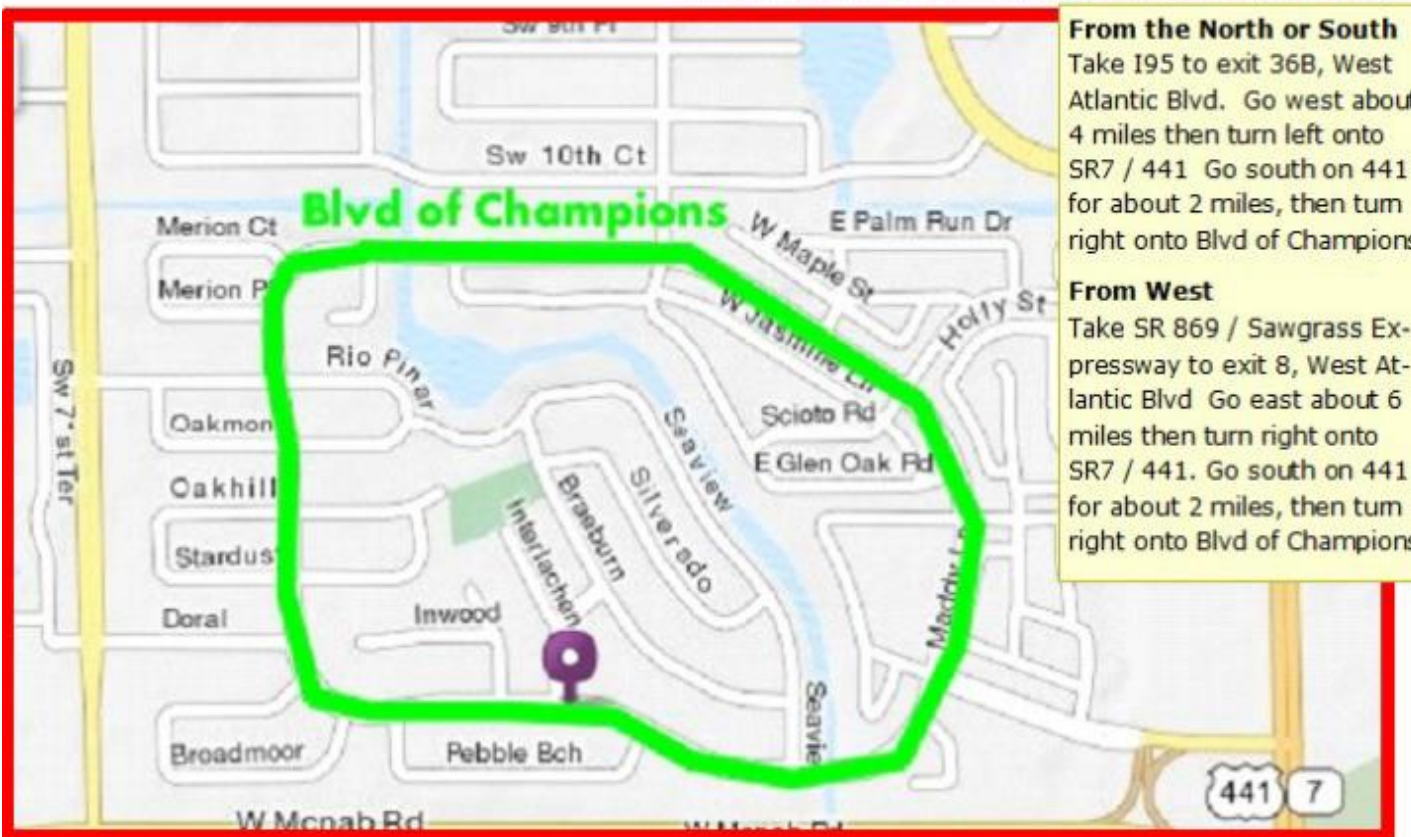 From the North or South
Take I95 to exit 36B, West
Atlantic Blvd. Go west about
4 miles then turn left onto
SR7 / 441 Go south on 441
for about 2 miles, then turn
right onto Blvd of Champions
From West
Take SR 869 / Sawgrass Ex-
pressway to exit 8, West At-
lantic Blvd Go east about 6
miles then turn right onto
SR7 / 441. Go south on 441
for about 2 miles, then turn
right onto Blvd of Champions
Sw 9th Pl
Sw 10th Ct
Blvd of Champions
Merion Ct
W Maple St
E Palm Run Dr
Merion P
W Jasmine Ln
Holly St
Rio Pinar
Sw 7 st Ter
Oakmon
Seaview
Scioto Rd
E Glen Oak Rd
Oakhill
Interlachen
Braeburn
Silverado
Stardus
Doral
Inwood
Maddy L
Broadmoor
Pebble Bch
Seavie
441
7
W Mcnab Rd
W Mcnab Rd